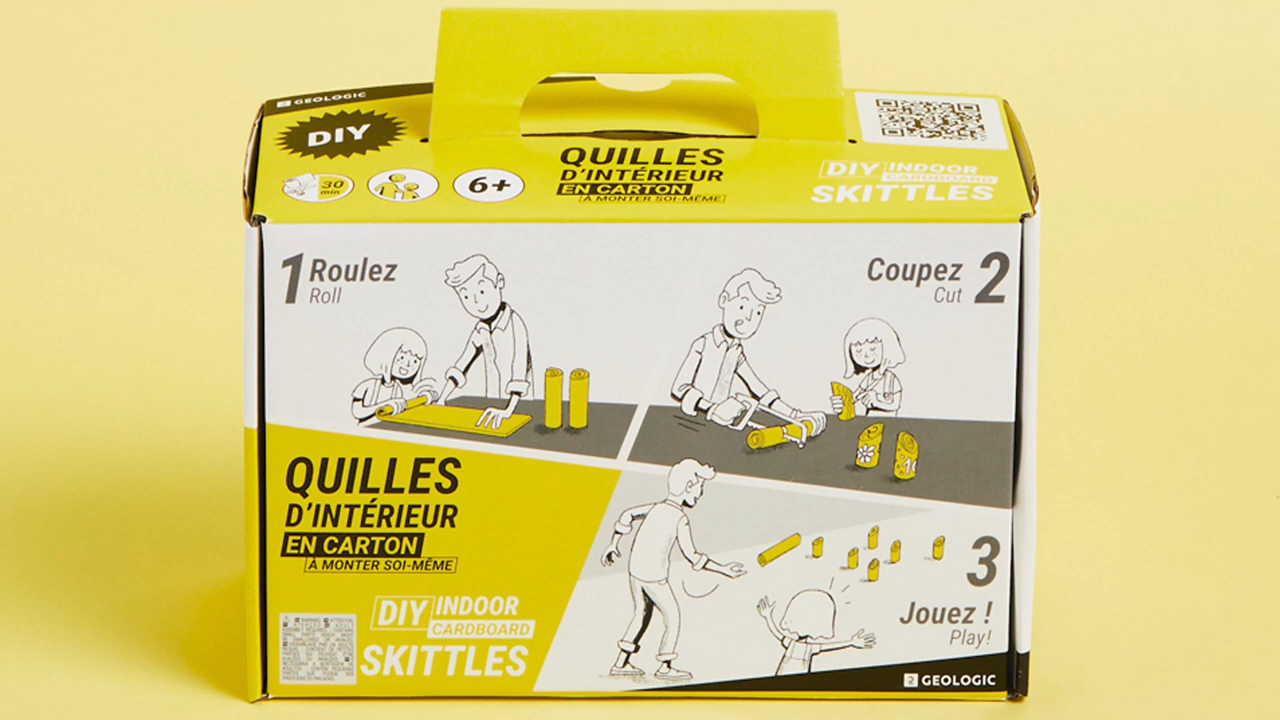 GEOLOGIC
DIY
30
min
6+
QUILLES
D'INTÉRIEUR
EN CARTON
À MONTER SOI-MÊME
DIY INDOOR
CARDBOARD
SKITTLES
1 Roulez
Roll
Coupez 2
Cut
QUILLES
D'INTÉRIEUR
EN CARTON
À MONTER SOI-MÊME
DIY INDOOR
CARDBOARD
SKITTLES
3
Jouez !
Play!
GEOLOGIC